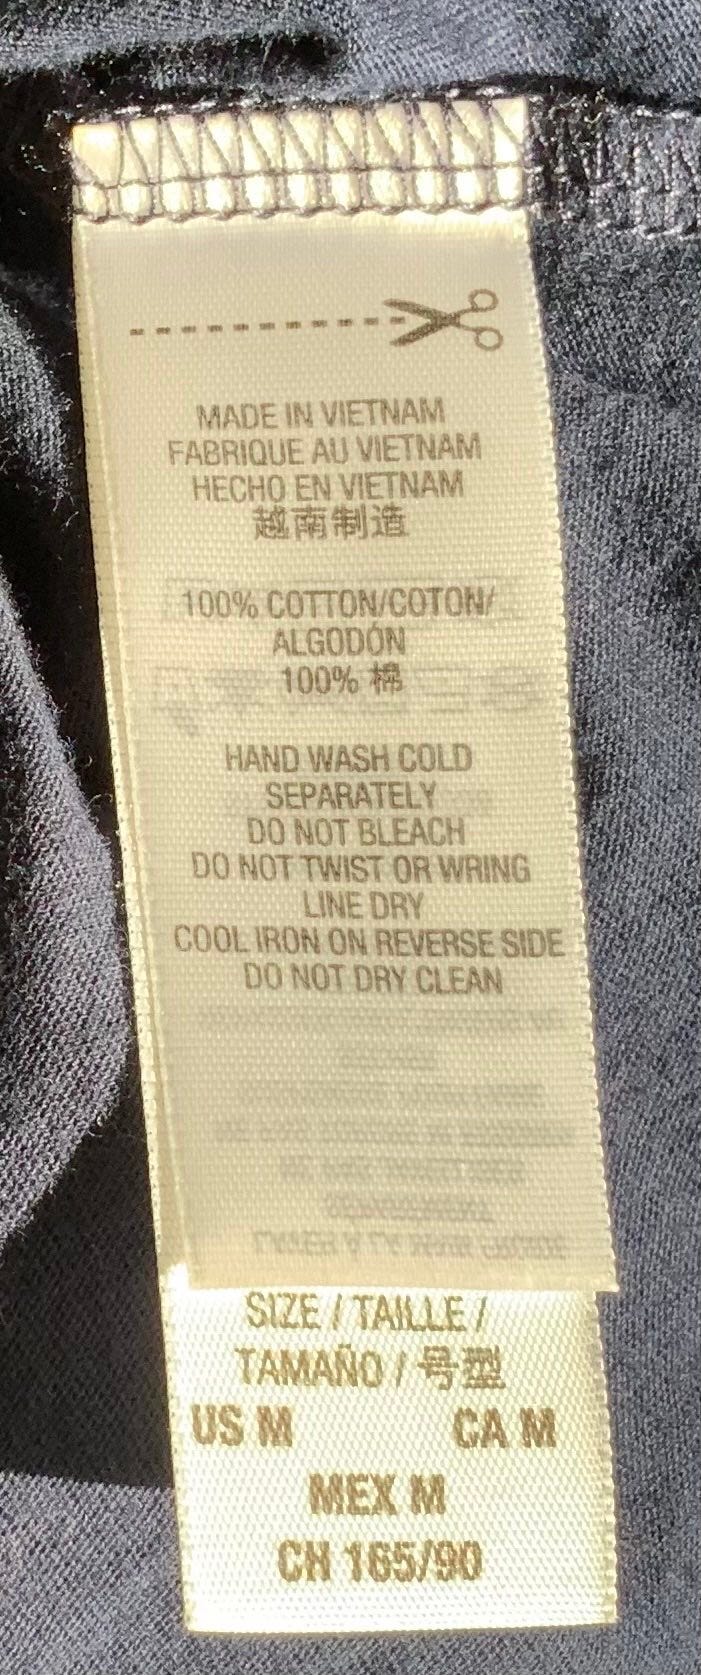 MADE IN VIETNAM
FABRIQUE AU VIETNAM
HECHO EN VIETNAM
越南制造
100% COTTON/COTON/
ALGODÓN
100% 棉
HAND WASH COLD
SEPARATELY
DO NOT BLEACH
DO NOT TWIST OR WRING
LINE DRY
COOL IRON ON REVERSE SIDE
DO NOT DRY CLEAN
SIZE / TAILLE /
TAMAÑO / 号型
US M CA M
MEX M
CH 165/90